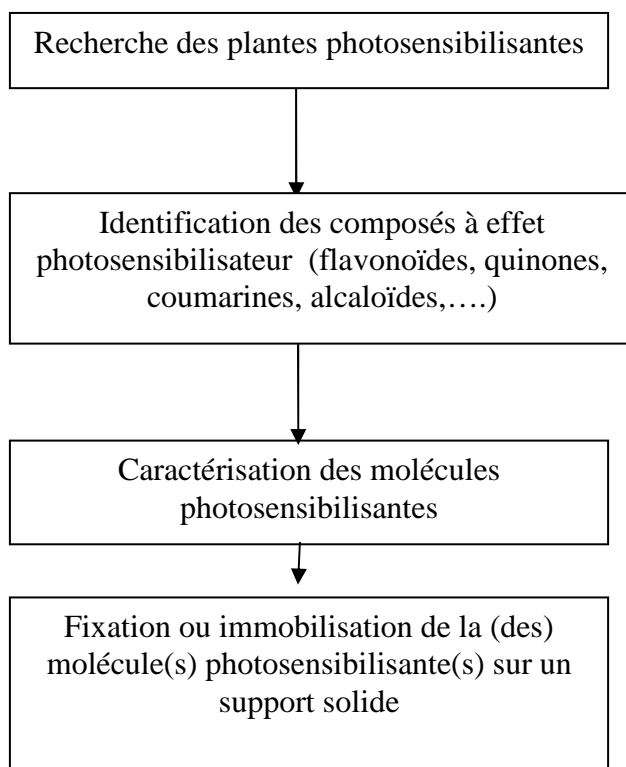 Recherche des plantes photosensibilisantes
Identification des composés à effet
photosensibilisateur (flavonoïdes, quinones,
coumarines, alcaloïdes,….)
Caractérisation des molécules
photosensibilisantes
Fixation ou immobilisation de la (des)
molécule(s) photosensibilisante(s) sur un
support solide